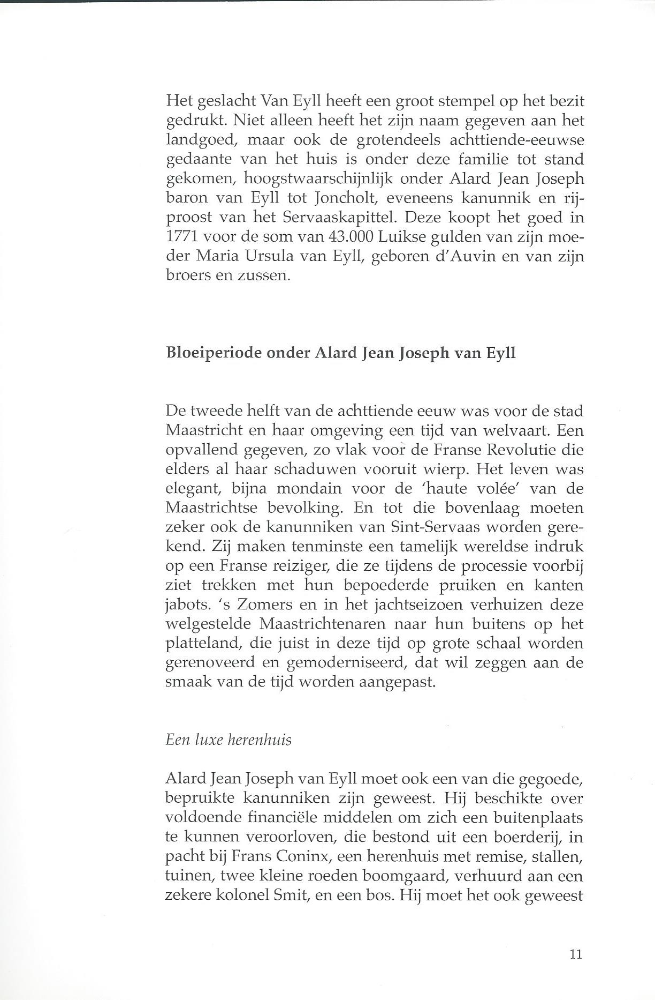 Het geslacht Van Eyll heeft een groot stempel op het bezit
gedrukt. Niet alleen heeft het zijn naam gegeven aan het
landgoed, maar ook de grotendeels achttiende-eeuwse
gedaante van het huis is onder deze familie tot stand
gekomen, hoogstwaarschijnlijk onder Alard Jean Joseph
baron van Eyll tot Joncholt, eveneens kanunnik en rij-
proost van het Servaaskapittel. Deze koopt het goed in
1771 voor de som van 43.000 Luikse gulden van zijn moe-
der Maria Ursula van Eyll, geboren d'Auvin en van zijn
broers en zussen.
Bloeiperiode onder Alard Jean Joseph van Eyll
De tweede helft van de achttiende eeuw was voor de stad
Maastricht en haar omgeving een tijd van welvaart. Een
opvallend gegeven, zo vlak voor de Franse Revolutie die
elders al haar schaduwen vooruit wierp. Het leven was
elegant, bijna mondain voor de 'haute volée' van de
Maastrichtse bevolking. En tot die bovenlaag moeten
zeker ook de kanunniken van Sint-Servaas worden gere-
kend. Zij maken tenminste een tamelijk wereldse indruk
op een Franse reiziger, die ze tijdens de processie voorbij
ziet trekken met hun bepoederde pruiken en kanten
jabots. 's Zomers en in het jachtseizoen verhuizen deze
welgestelde Maastrichtenaren naar hun buitens op het
platteland, die juist in deze tijd op grote schaal worden
gerenoveerd en gemoderniseerd, dat wil zeggen aan de
smaak van de tijd worden aangepast.
Een luxe herenhuis
Alard Jean Joseph van Eyll moet ook een van die gegoede,
bepruikte kanunniken zijn geweest. Hij beschikte over
voldoende financiële middelen om zich een buitenplaats
te kunnen veroorloven, die bestond uit een boerderij, in
pacht bij Frans Coninx, een herenhuis met remise, stallen,
tuinen, twee kleine roeden boomgaard, verhuurd aan een
zekere kolonel Smit, en een bos. Hij moet het ook geweest
11